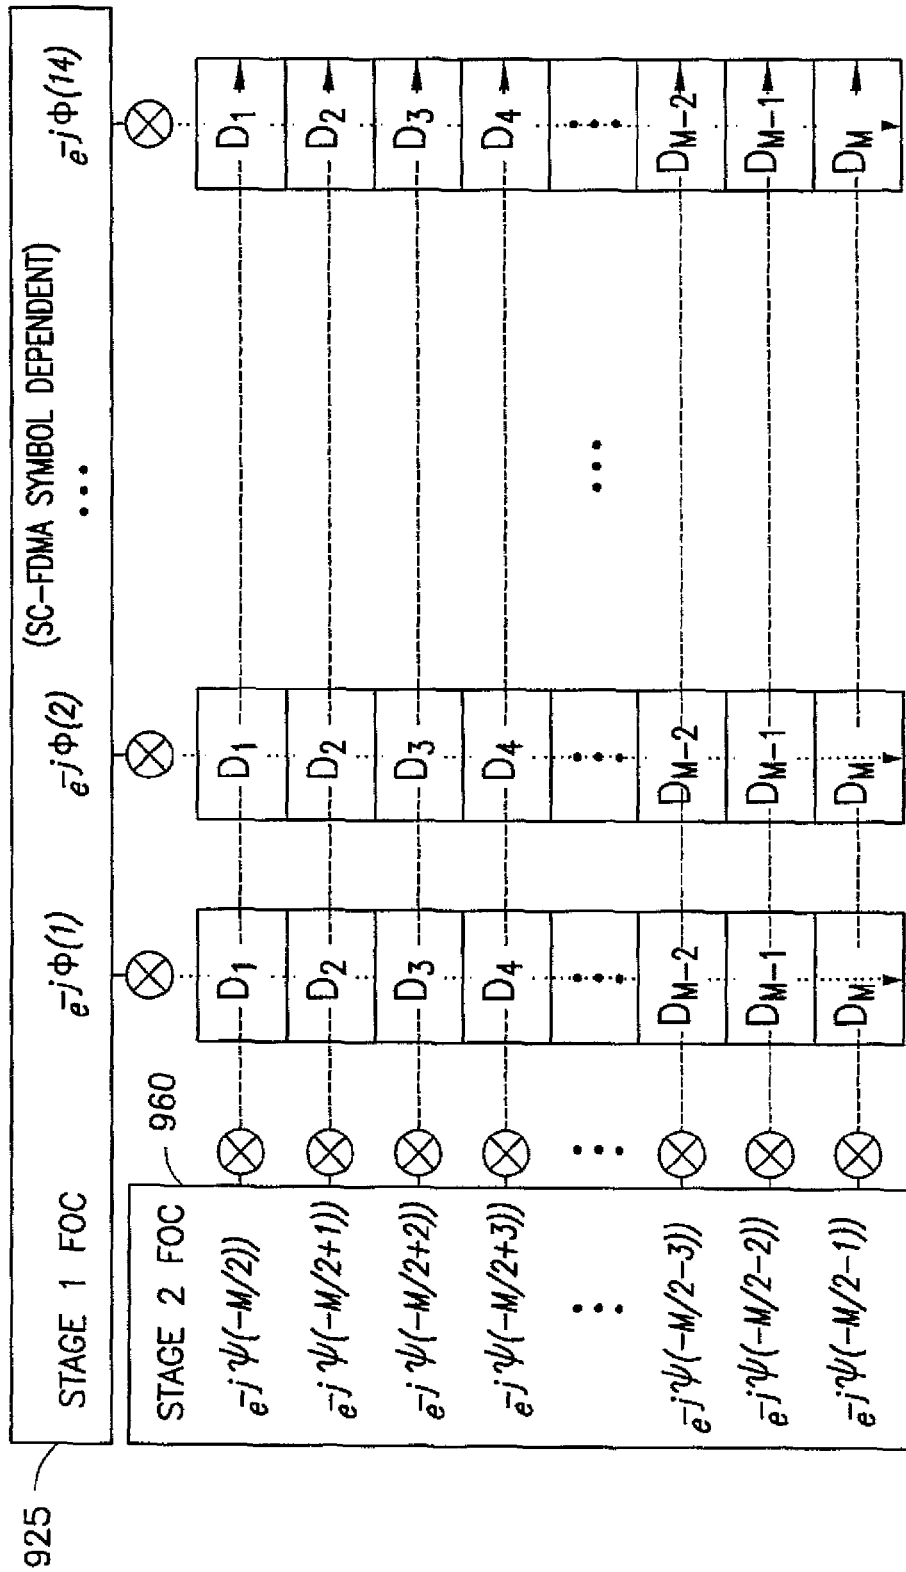 925
(SC-FDMA SYMBOL DEPENDENT)
STAGE 1 FOC e^-jΦ(1) e^-jΦ(2) ••• e^-jΦ(14)
STAGE 2 FOC 960
e^-jψ(-M/2)) D1 D1 D1
e^-jψ(-M/2+1)) D2 D2 D2
e^-jψ(-M/2+2)) D3 D3 D3
e^-jψ(-M/2+3)) D4 D4 D4
••• ••• ••• ••• ••• •••
e^-jψ(-M/2-3)) DM-2 DM-2 DM-2
e^-jψ(-M/2-2)) DM-1 DM-1 DM-1
e^-jψ(-M/2-1)) DM DM DM